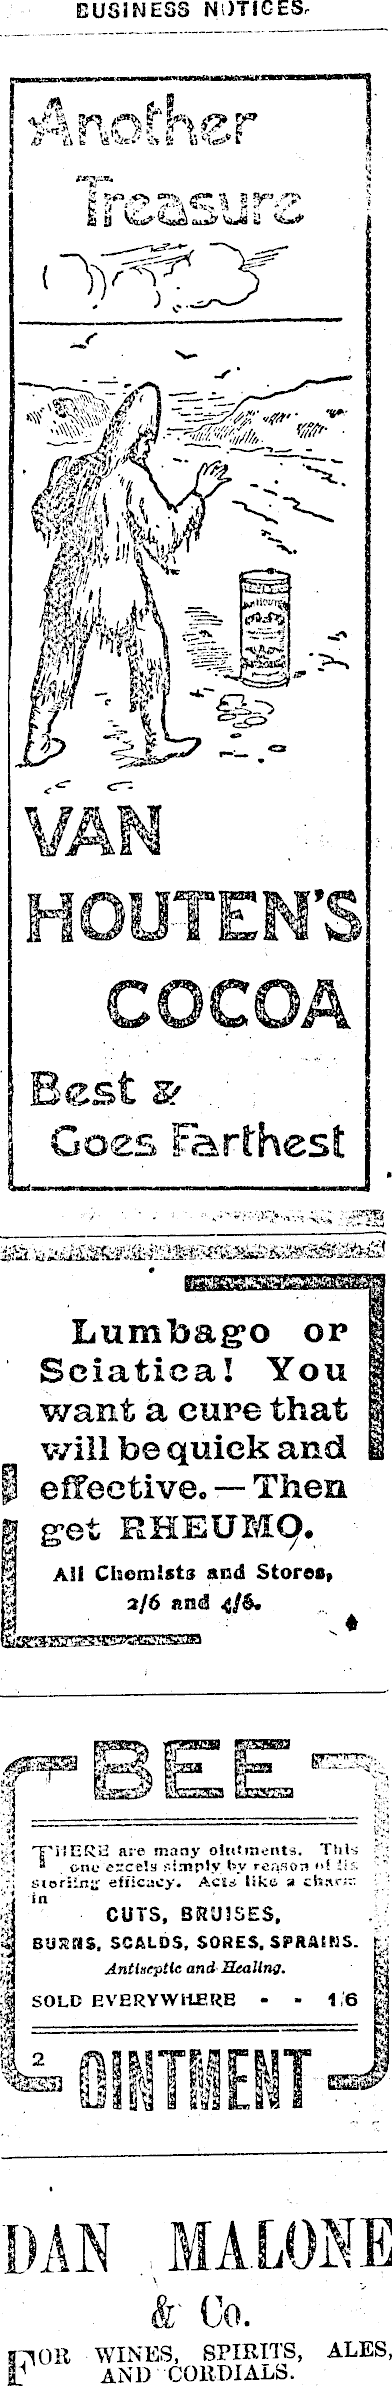 BUSINESS NOTICES.
Another
Treasure
VAN
HOUTEN'S
COCOA
Best &
Goes Farthest
Lumbago or
Sciatica! You
want a cure that
will be quick and
effective.—Then
get RHEUMO.
All Chemists and Stores,
2/6 and 4/6.
BEE
THERE are many ointments. This
one excels simply by reason of its
sterling efficacy. Acts like a charm
in
CUTS, BRUISES,
BURNS, SCALDS, SORES, SPRAINS.
Antiseptic and Healing.
SOLD EVERYWHERE - - 1/6
2 OINTMENT
DAN MALONE
& Co.
FOR WINES, SPIRITS, ALES,
AND CORDIALS.